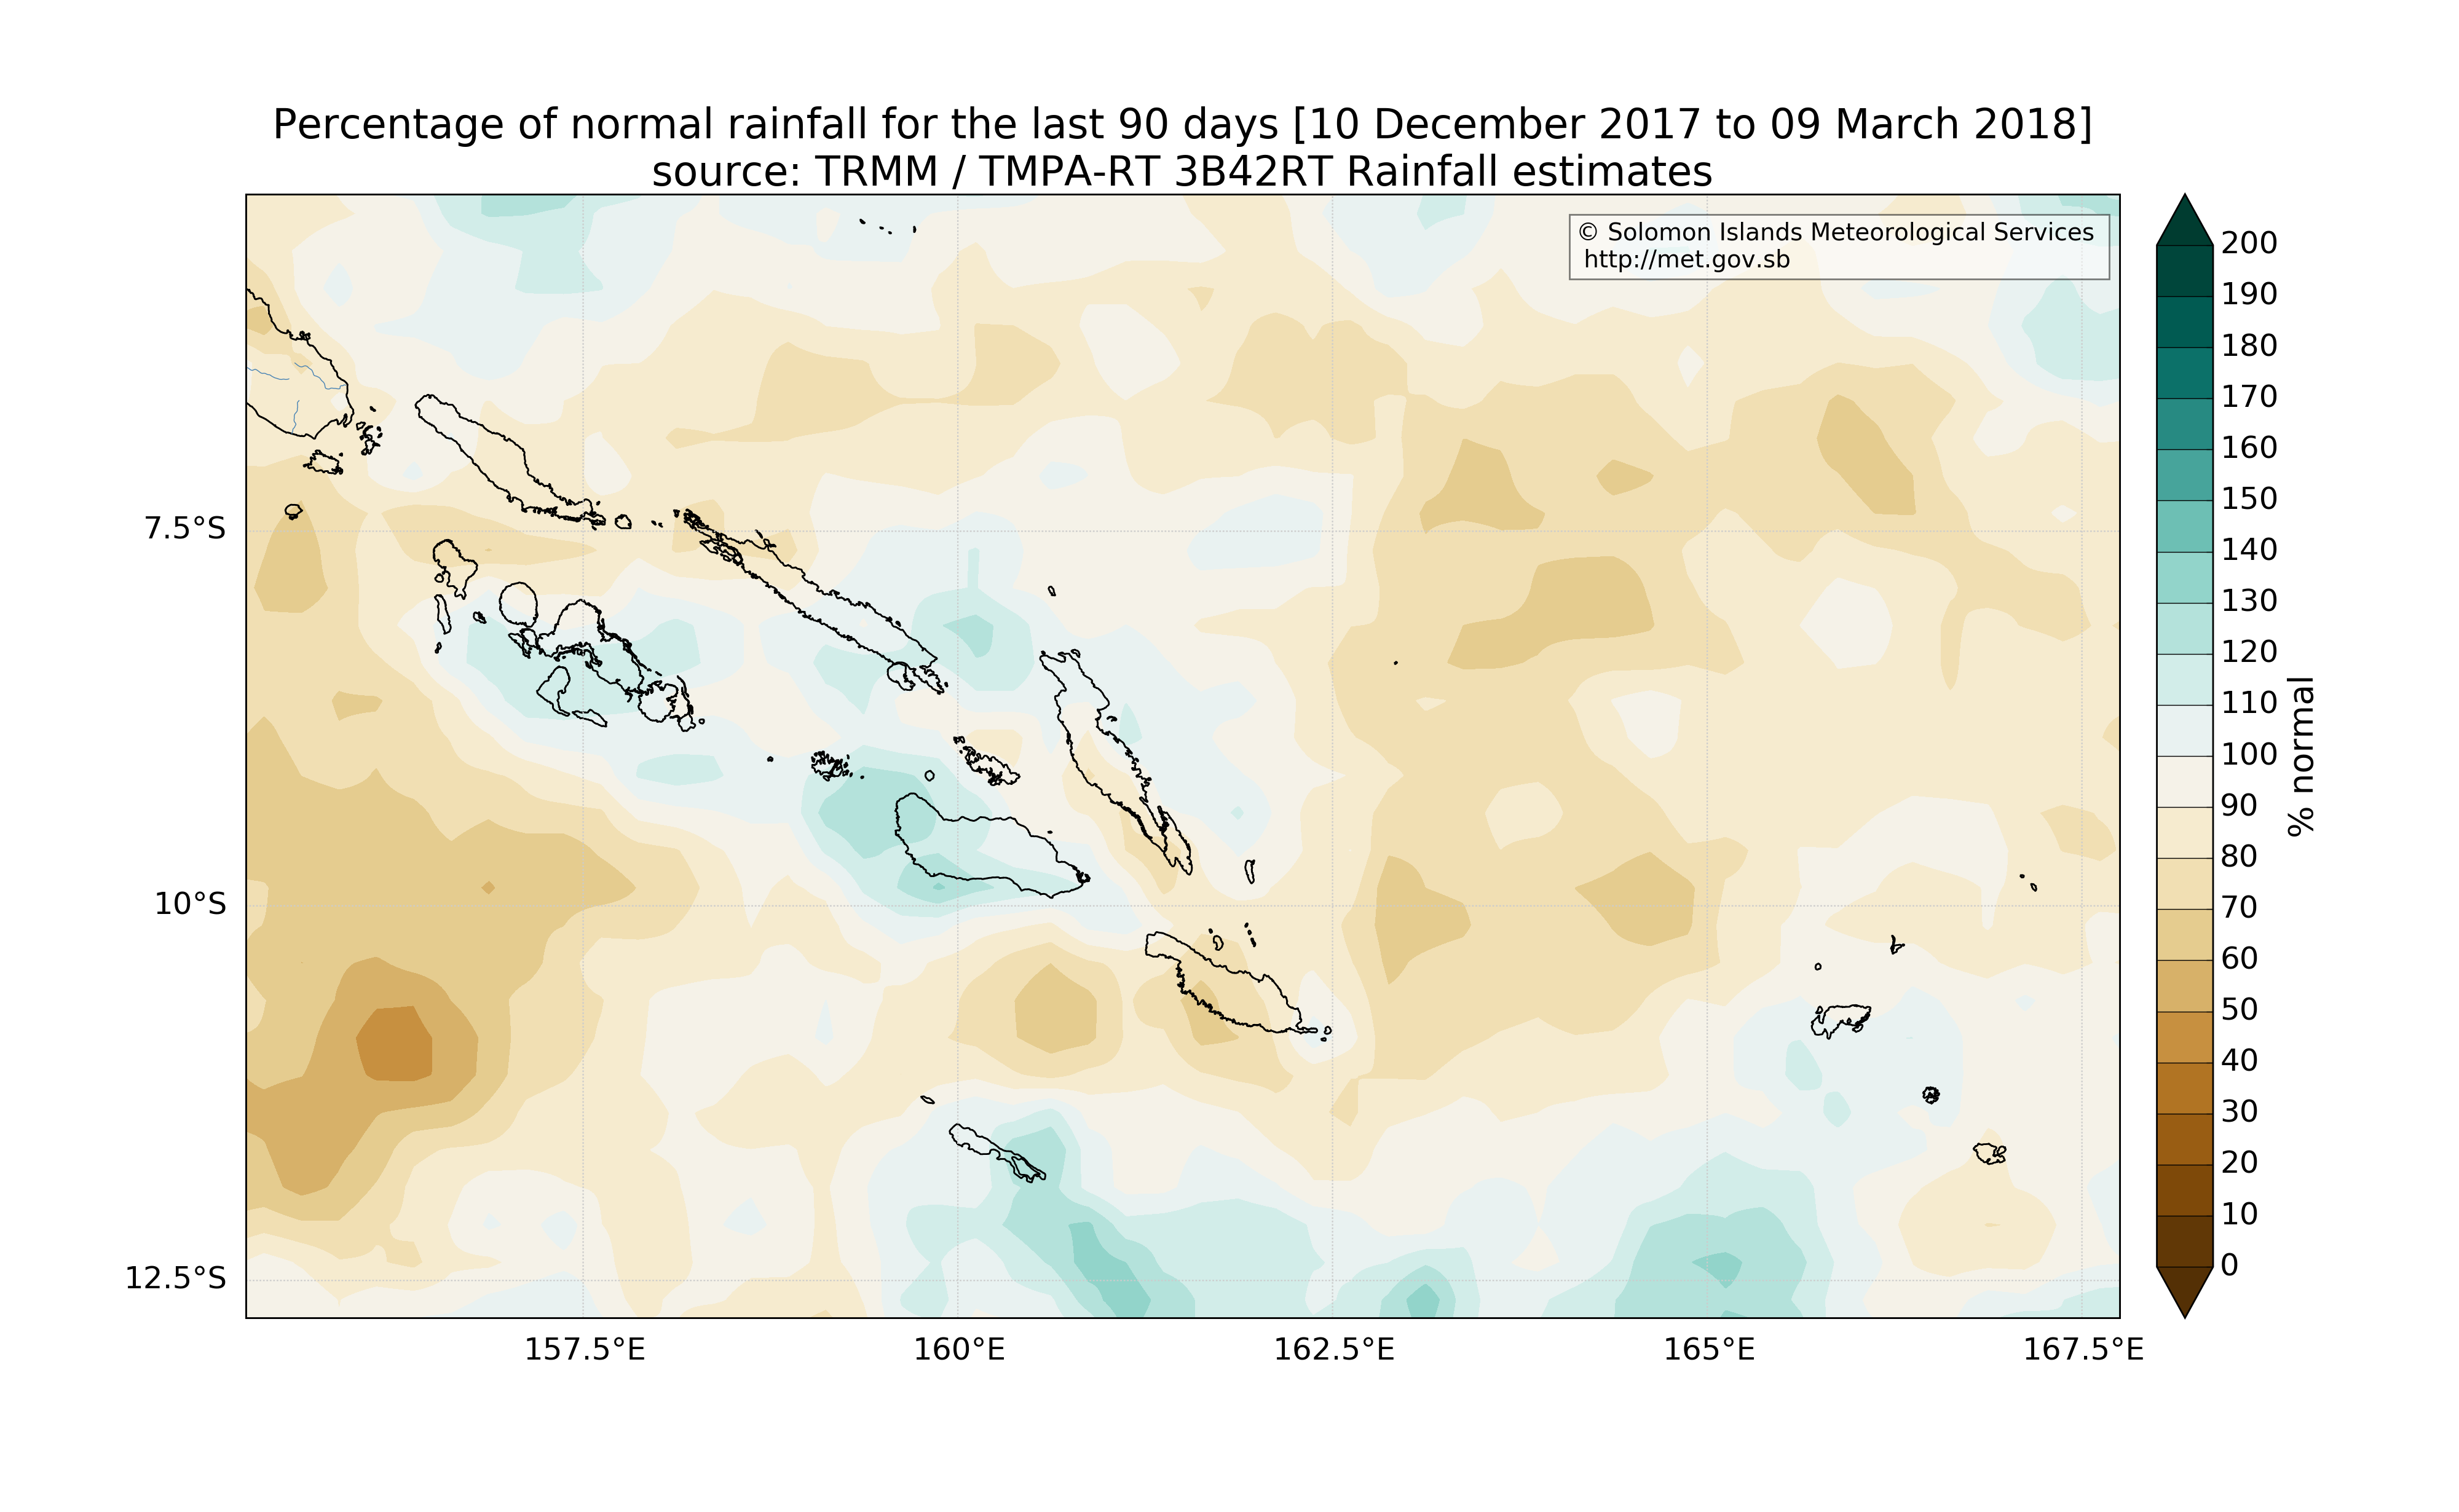 Percentage of normal rainfall for the last 90 days [10 December 2017 to 09 March 2018]
source: TRMM / TMPA-RT 3B42RT Rainfall estimates
© Solomon Islands Meteorological Services
http://met.gov.sb
7.5°S
10°S
12.5°S
157.5°E
160°E
162.5°E
165°E
167.5°E
200
190
180
170
160
150
140
130
120
110
100
90
80
70
60
50
40
30
20
10
0
% normal